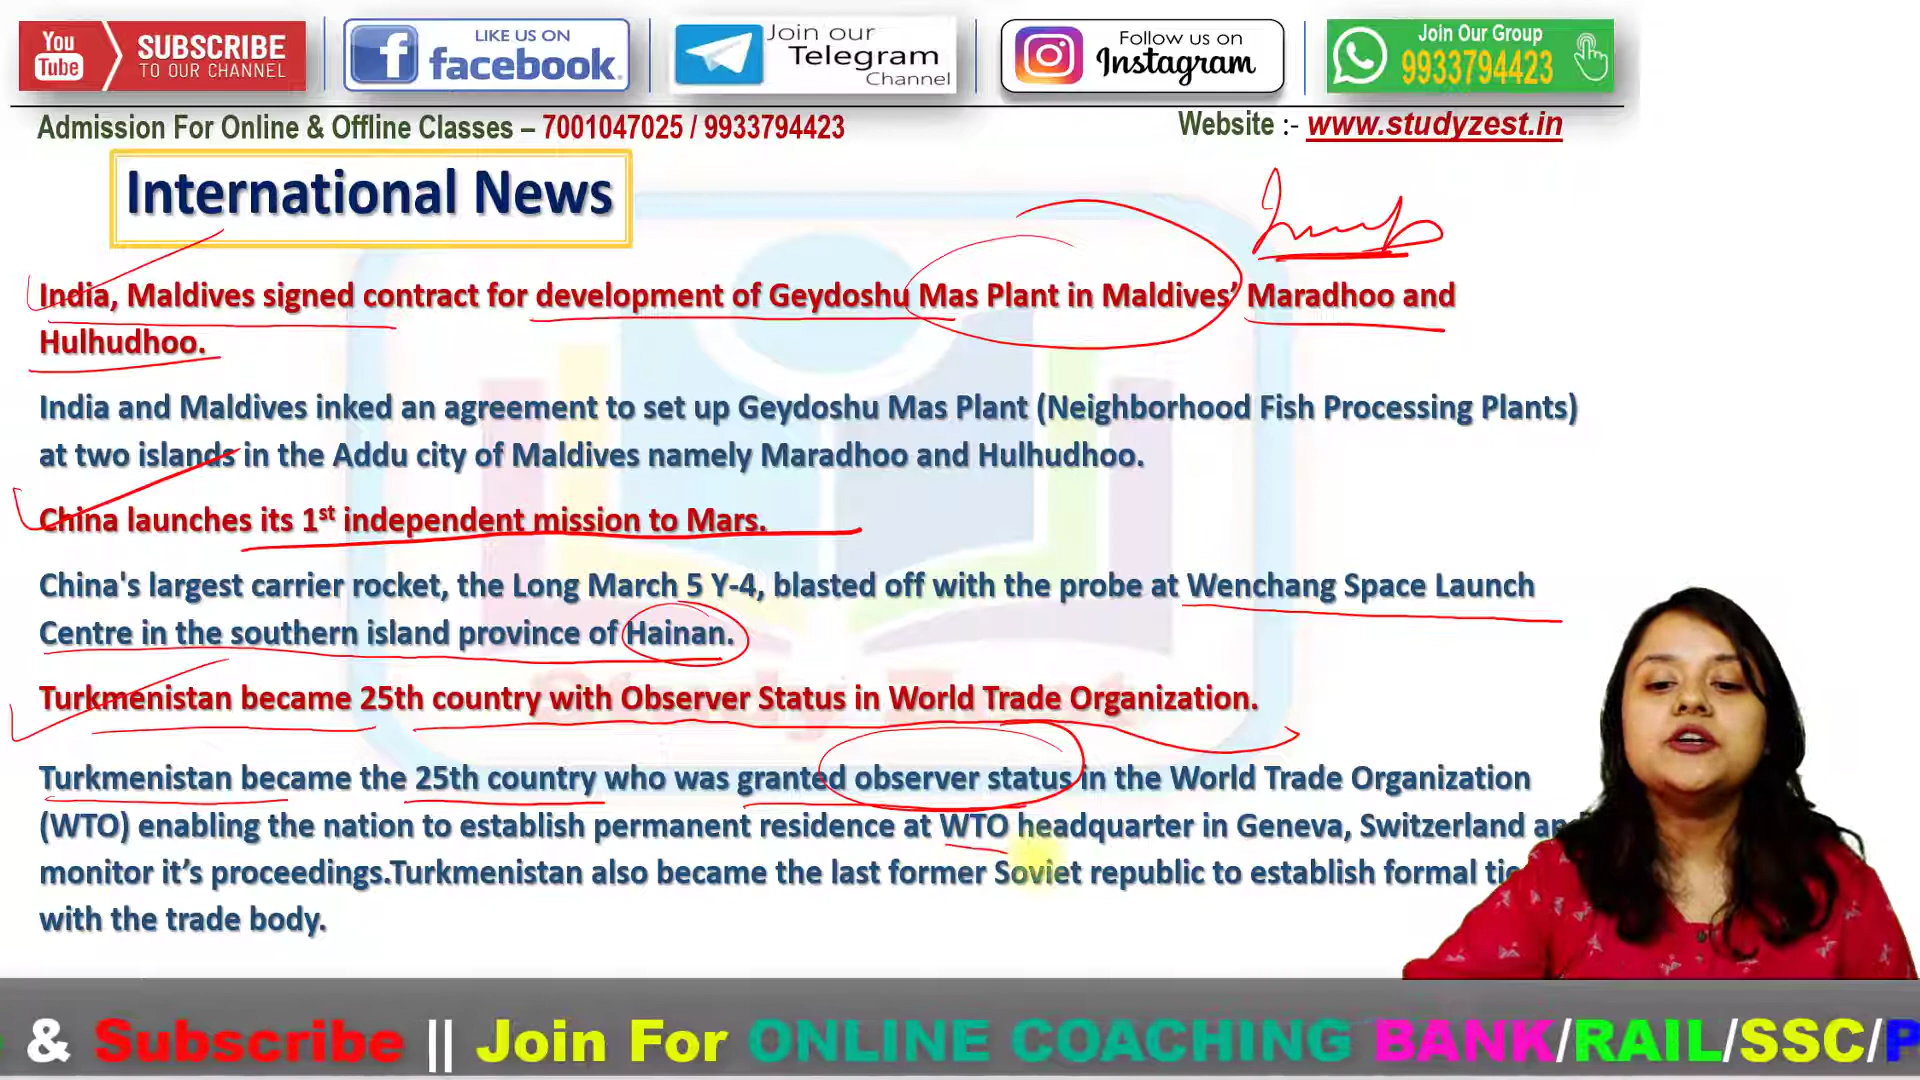 You Tube SUBSCRIBE TO OUR CHANNEL
LIKE US ON facebook.
Join our Telegram Channel
Follow us on Instagram
Join Our Group 9933794423
Admission For Online & Offline Classes – 7001047025 / 9933794423
Website :- www.studyzest.in
International News
Imp
India, Maldives signed contract for development of Geydoshu Mas Plant in Maldives’ Maradhoo and
Hulhudhoo.
India and Maldives inked an agreement to set up Geydoshu Mas Plant (Neighborhood Fish Processing Plants)
at two islands in the Addu city of Maldives namely Maradhoo and Hulhudhoo.
China launches its 1st independent mission to Mars.
China's largest carrier rocket, the Long March 5 Y-4, blasted off with the probe at Wenchang Space Launch
Centre in the southern island province of Hainan.
Turkmenistan became 25th country with Observer Status in World Trade Organization.
Study Zest
Turkmenistan became the 25th country who was granted observer status in the World Trade Organization
(WTO) enabling the nation to establish permanent residence at WTO headquarter in Geneva, Switzerland
monitor it’s proceedings.Turkmenistan also became the last former Soviet republic to establish formal
with the trade body.
& Subscribe || Join For ONLINE COACHING BANK/RAIL/SSC/P